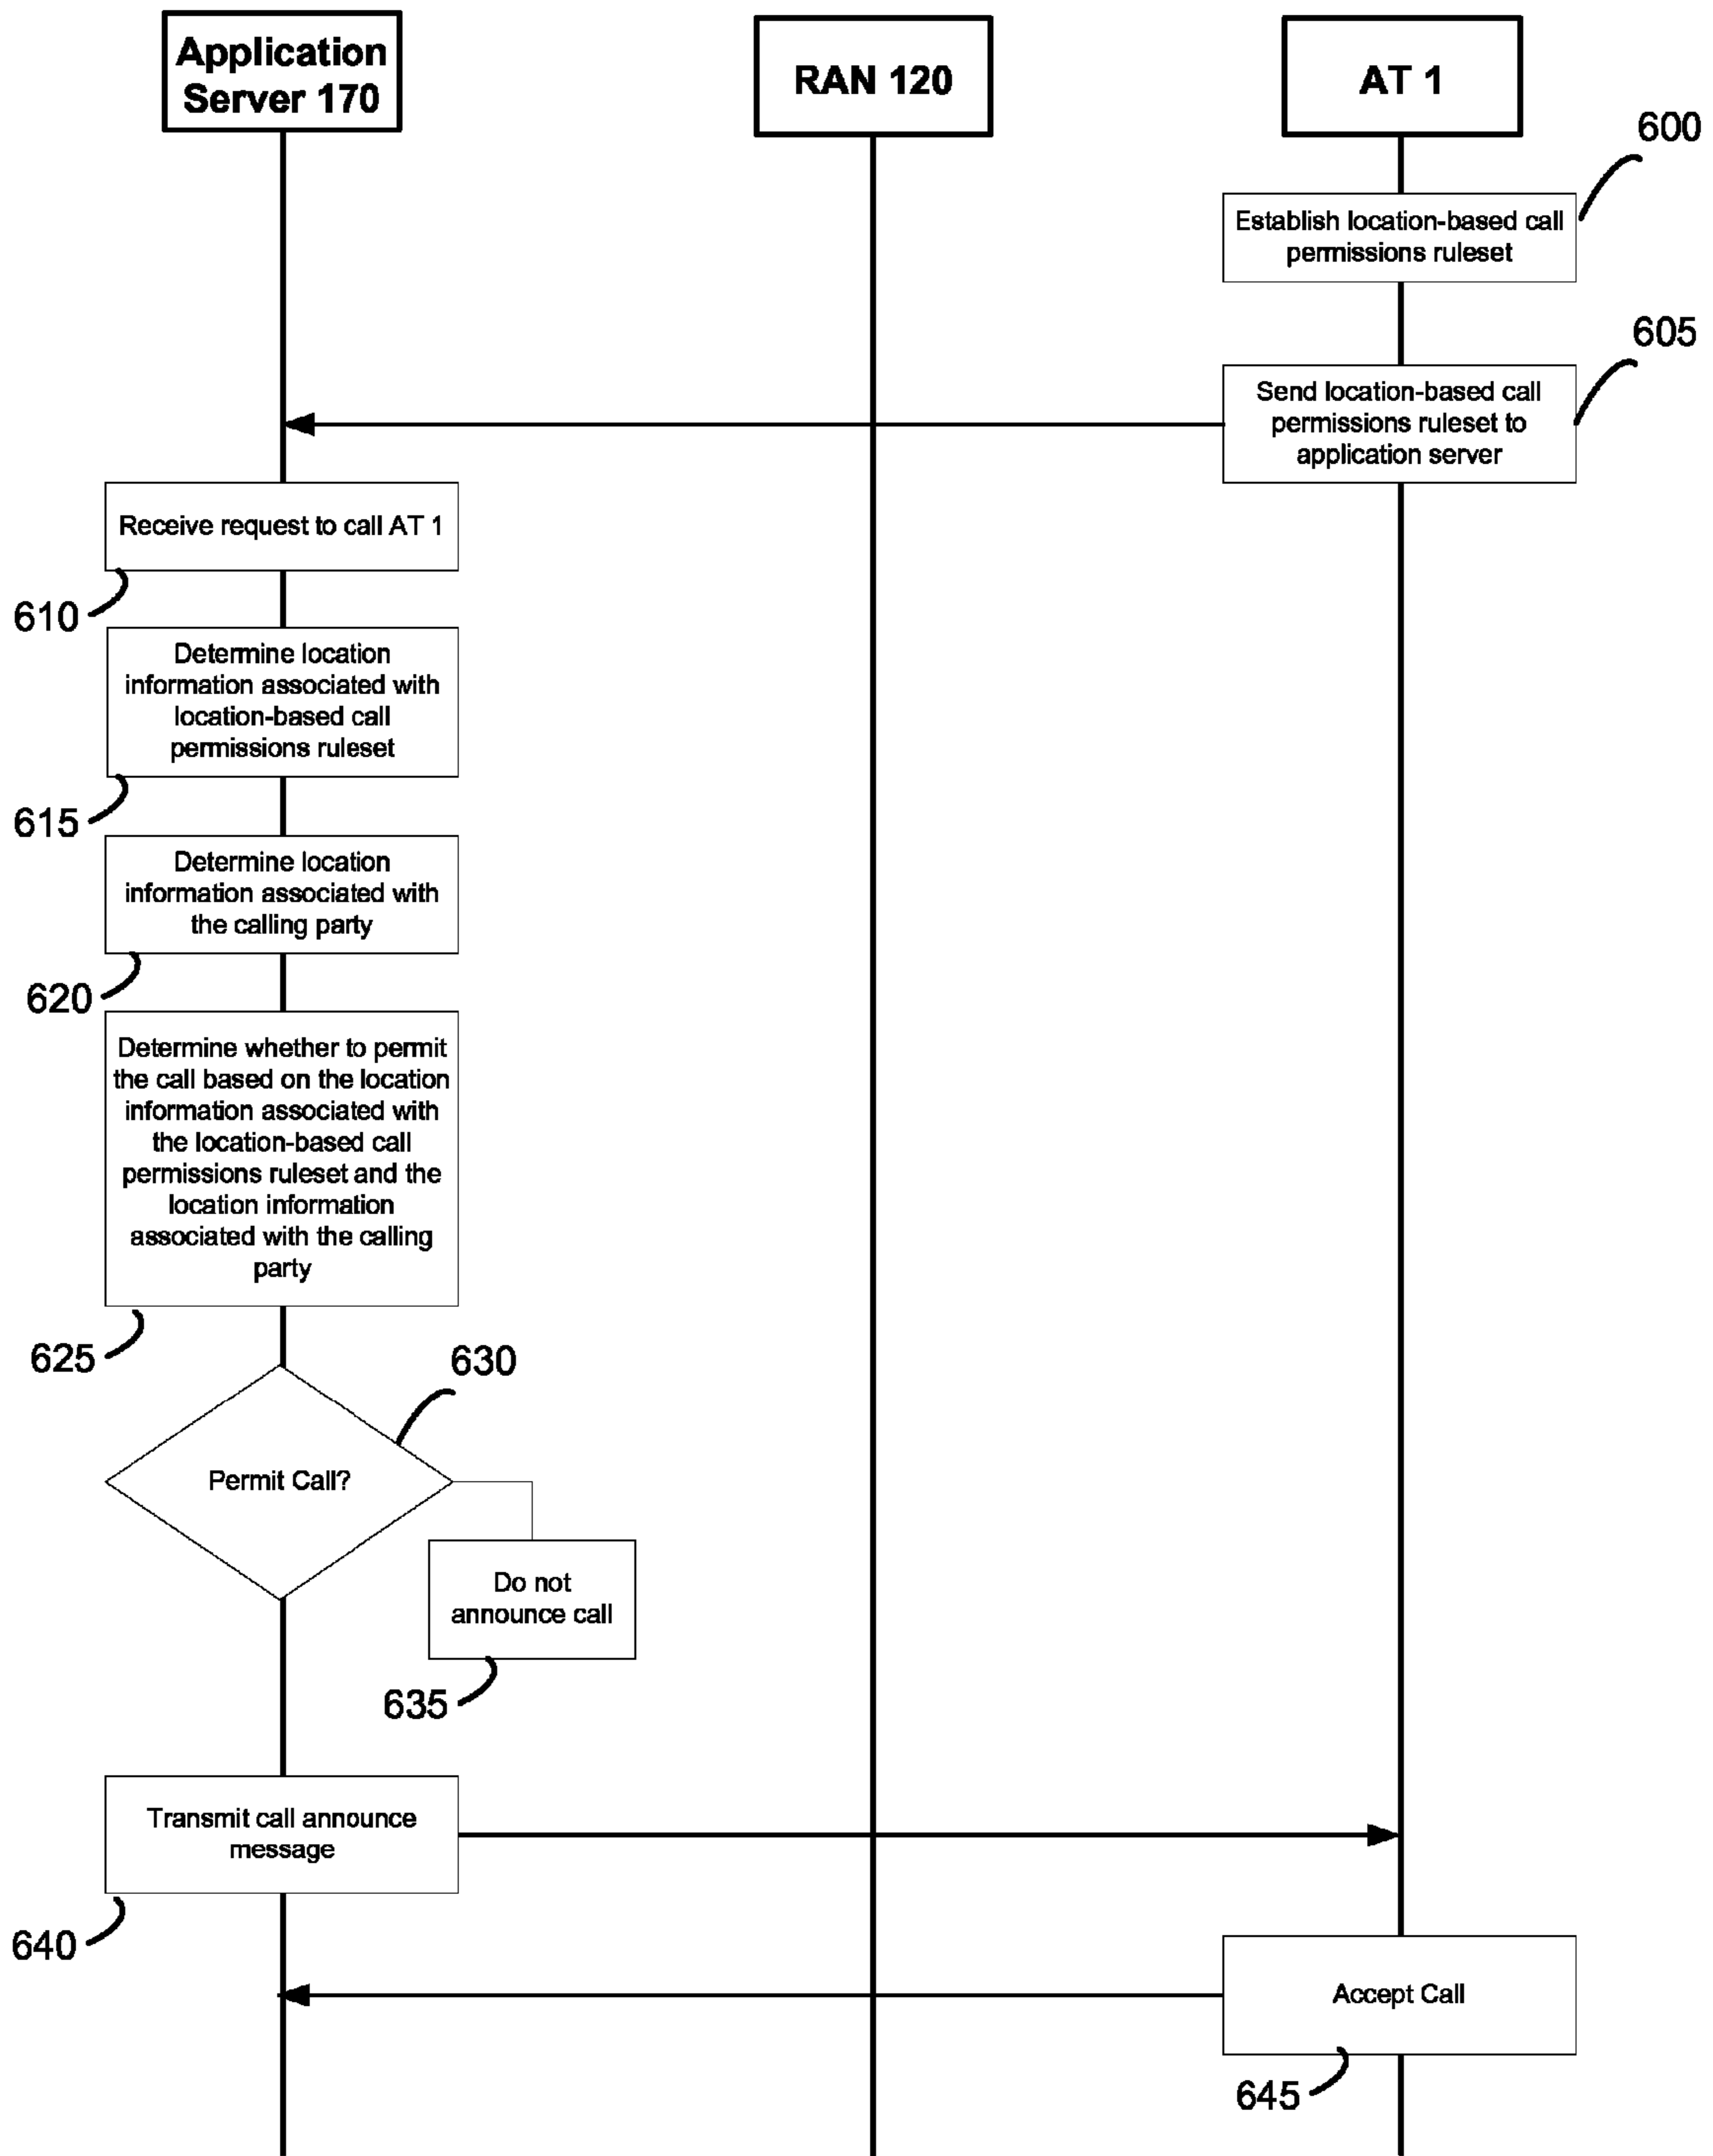 Application
Server 170
RAN 120
AT 1
600
Establish location-based call
permissions ruleset
605
Send location-based call
permissions ruleset to
application server
Receive request to call AT 1
610
Determine location
information associated with
location-based call
permissions ruleset
615
Determine location
information associated with
the calling party
620
Determine whether to permit
the call based on the location
information associated with
the location-based call
permissions ruleset and the
location information
associated with the calling
party
625
630
Permit Call?
Do not
announce call
635
Transmit call announce
message
640
Accept Call
645